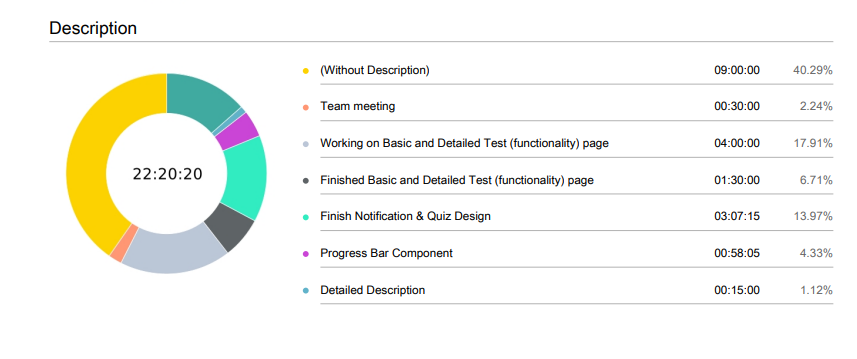 Description
22:20:20
(Without Description) 09:00:00 40.29%
Team meeting 00:30:00 2.24%
Working on Basic and Detailed Test (functionality) page 04:00:00 17.91%
Finished Basic and Detailed Test (functionality) page 01:30:00 6.71%
Finish Notification & Quiz Design 03:07:15 13.97%
Progress Bar Component 00:58:05 4.33%
Detailed Description 00:15:00 1.12%